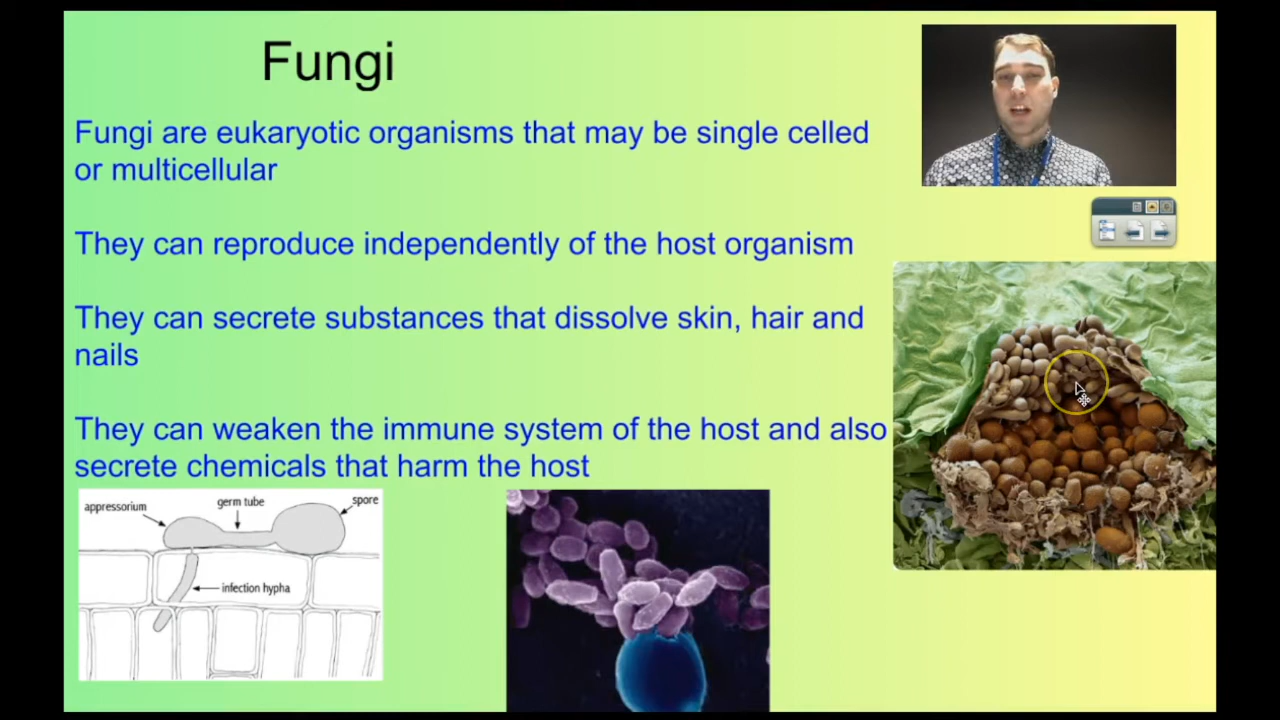 Fungi
Fungi are eukaryotic organisms that may be single celled
or multicellular
They can reproduce independently of the host organism
They can secrete substances that dissolve skin, hair and
nails
They can weaken the immune system of the host and also
secrete chemicals that harm the host
appressorium
germ tube
spore
infection hypha